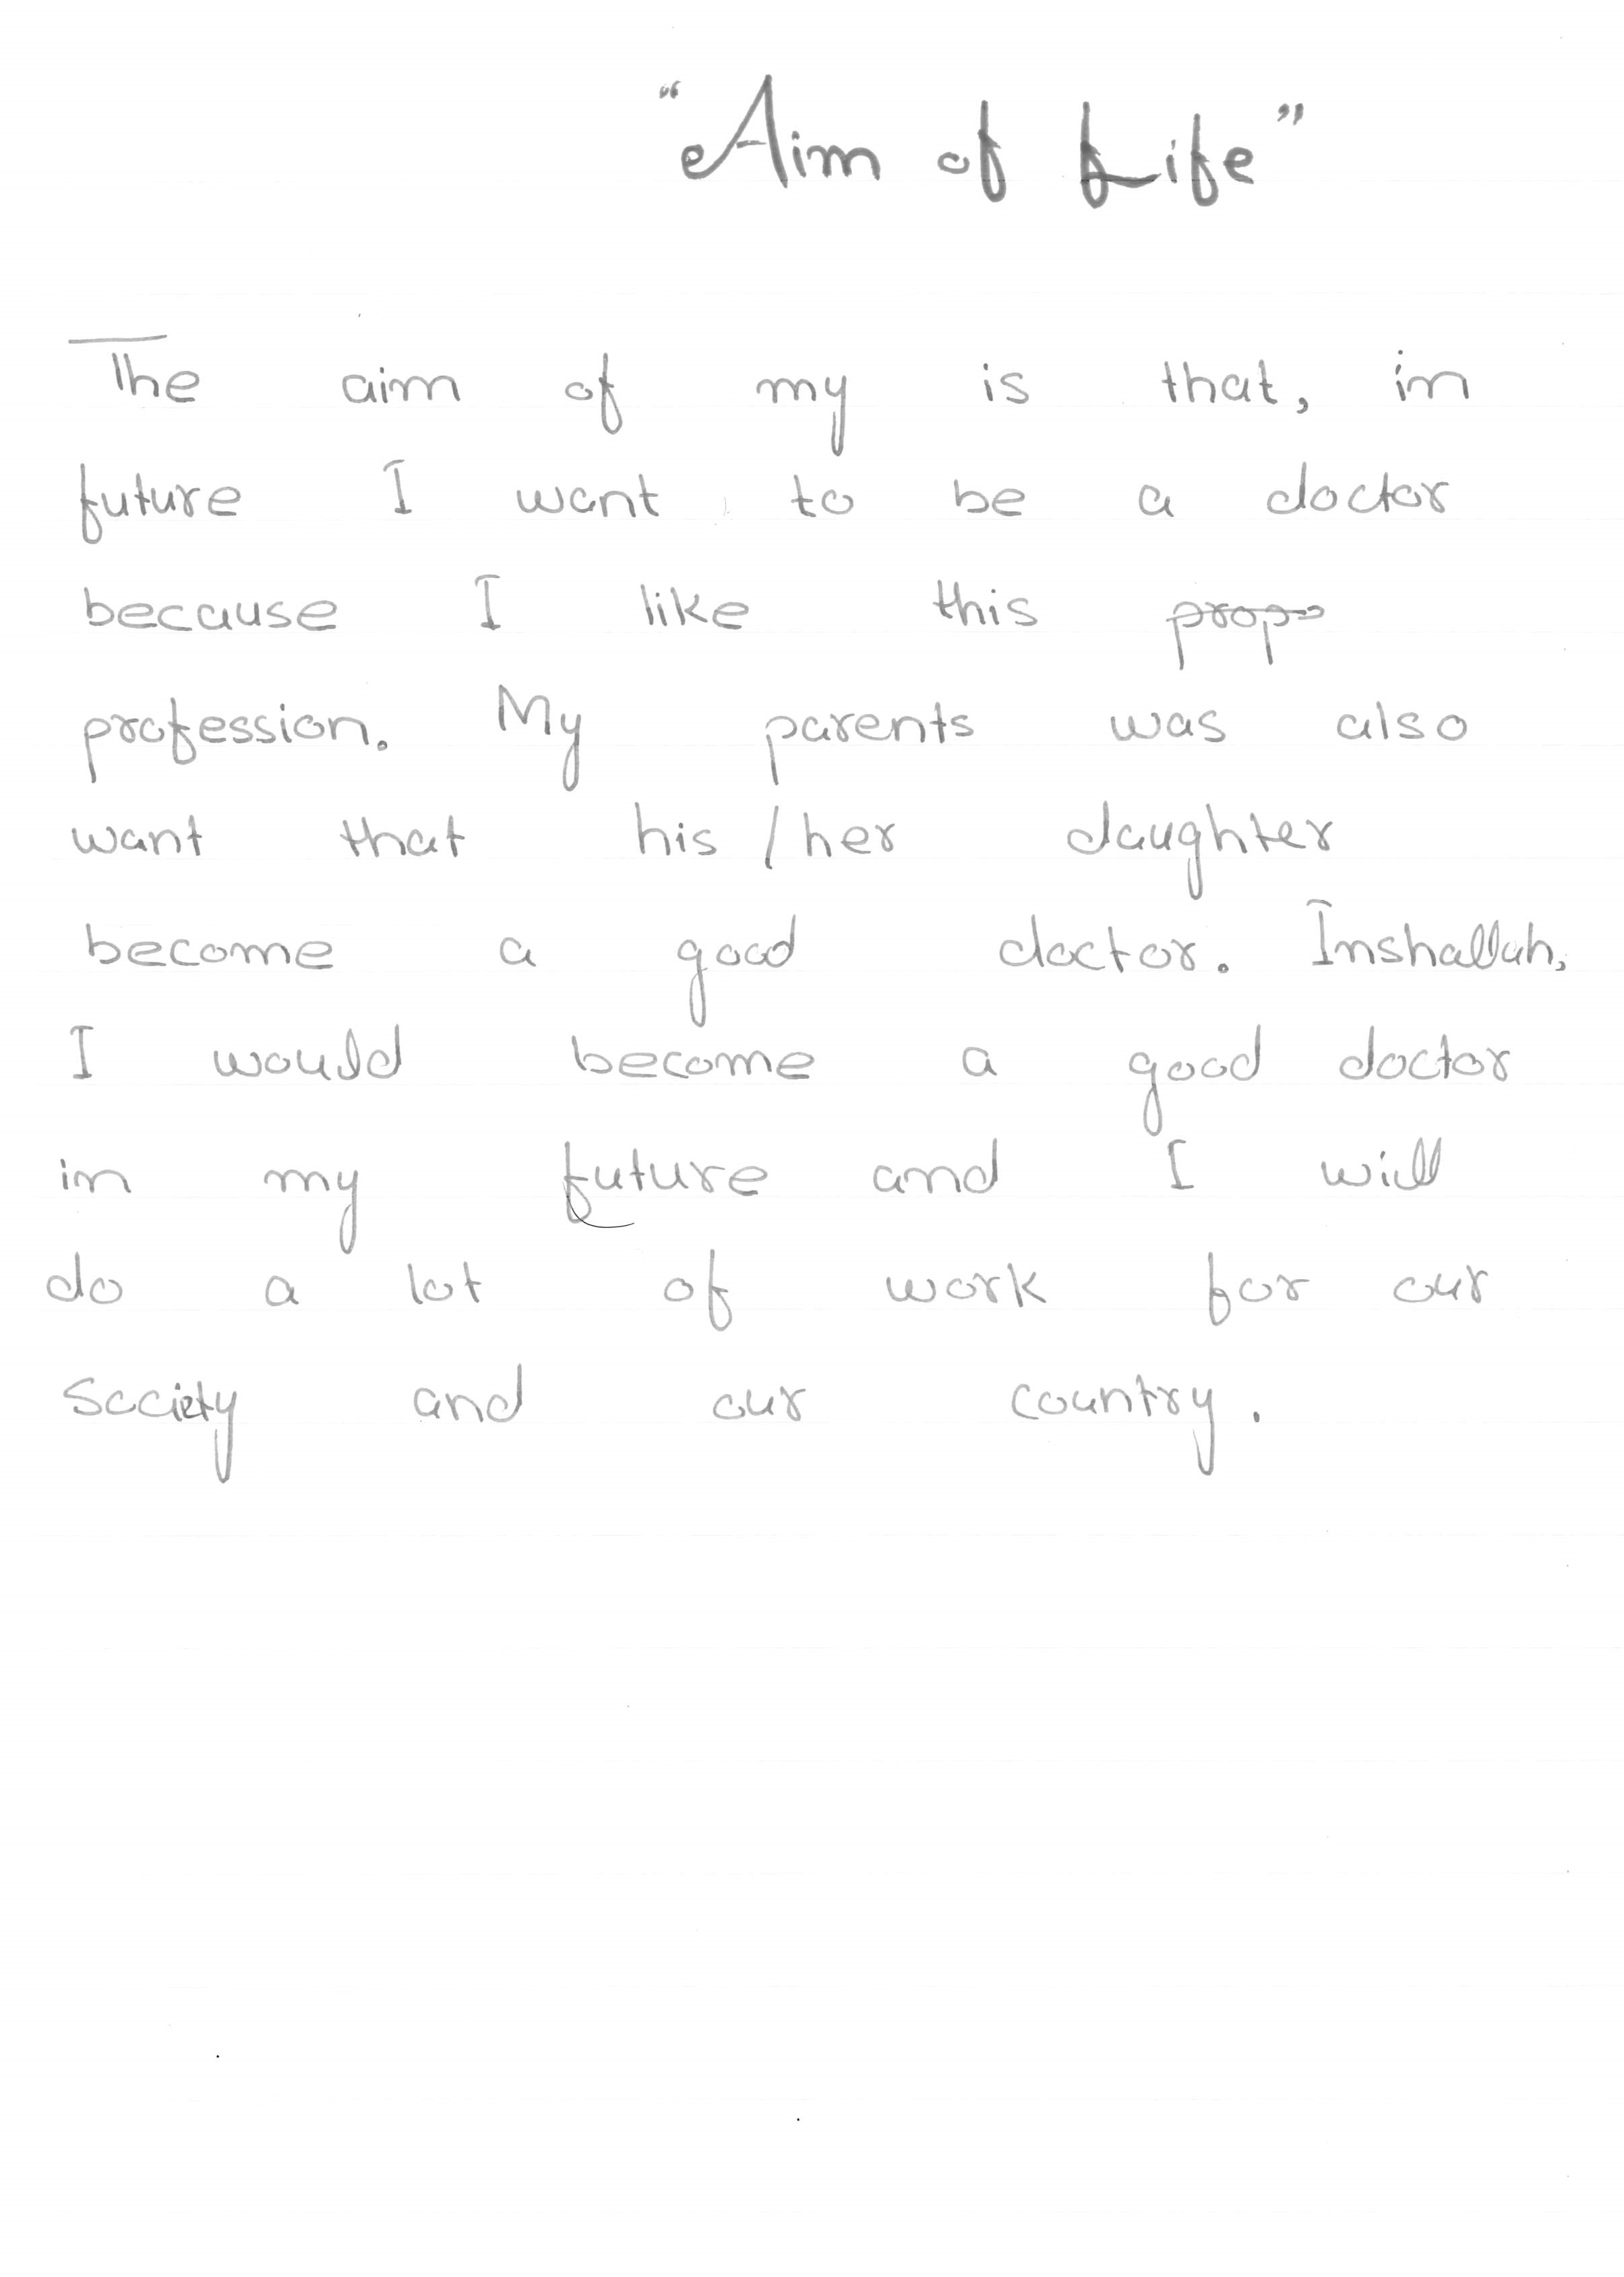 "Aim of Life"
The aim of my is that, in
future I want to be a doctor
because I like this prop
profession. My parents was also
want that his/her daughter
become a good doctor. Inshallah,
I would become a good doctor
in my future and I will
do a lot of work for our
Society and our country.